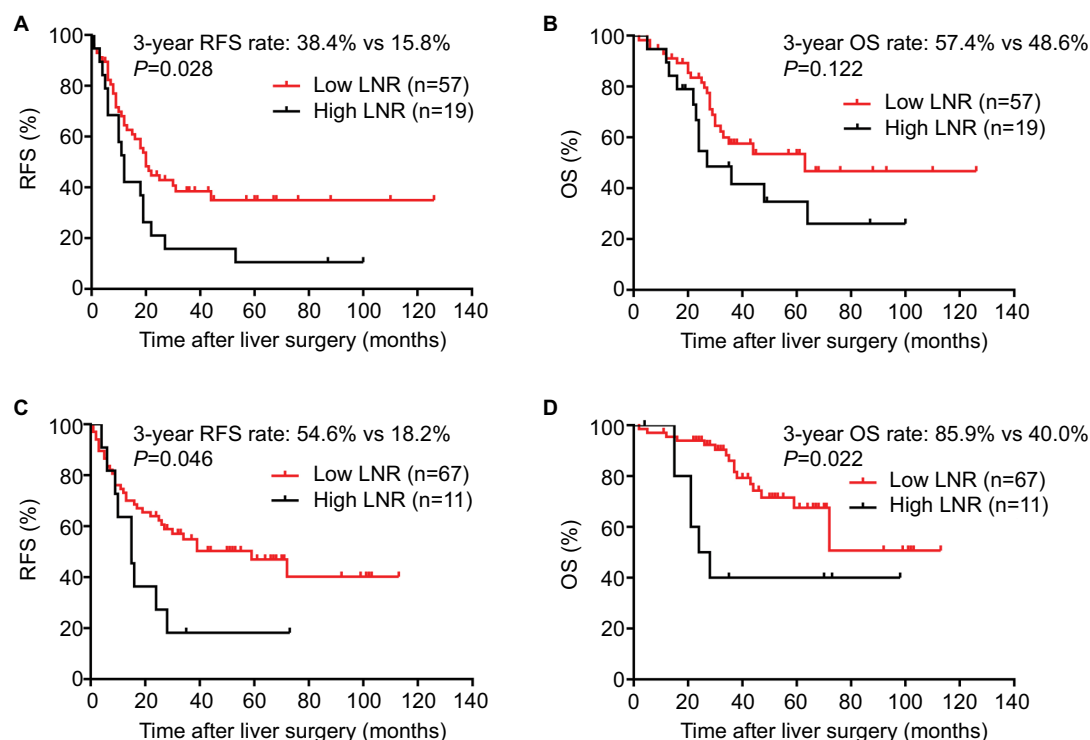 A
3-year RFS rate: 38.4% vs 15.8%
P=0.028
Low LNR (n=57)
High LNR (n=19)
RFS (%)
100
80
60
40
20
0
0 20 40 60 80 100 120 140
Time after liver surgery (months)
B
3-year OS rate: 57.4% vs 48.6%
P=0.122
Low LNR (n=57)
High LNR (n=19)
OS (%)
100
80
60
40
20
0
0 20 40 60 80 100 120 140
Time after liver surgery (months)
C
3-year RFS rate: 54.6% vs 18.2%
P=0.046
Low LNR (n=67)
High LNR (n=11)
RFS (%)
100
80
60
40
20
0
0 20 40 60 80 100 120 140
Time after liver surgery (months)
D
3-year OS rate: 85.9% vs 40.0%
P=0.022
Low LNR (n=67)
High LNR (n=11)
OS (%)
100
80
60
40
20
0
0 20 40 60 80 100 120 140
Time after liver surgery (months)